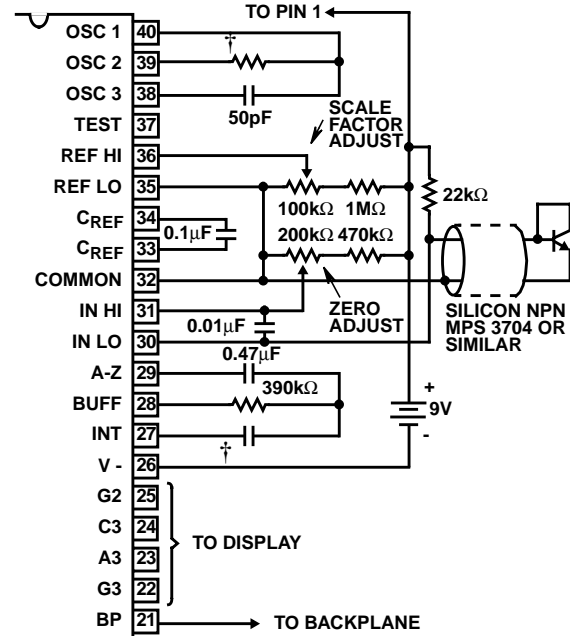 TO PIN 1
OSC 1 40
†
OSC 2 39
OSC 3 38
50pF
TEST 37
SCALE
FACTOR
ADJUST
REF HI 36
REF LO 35
22kΩ
100kΩ 1MΩ
CREF 34
0.1µF
200kΩ 470kΩ
CREF 33
COMMON 32
IN HI 31
ZERO
ADJUST
SILICON NPN
MPS 3704 OR
SIMILAR
0.01µF
IN LO 30
0.47µF
A-Z 29
390kΩ
BUFF 28
+
9V
-
INT 27
†
V - 26
G2 25
C3 24
TO DISPLAY
A3 23
G3 22
BP 21
TO BACKPLANE